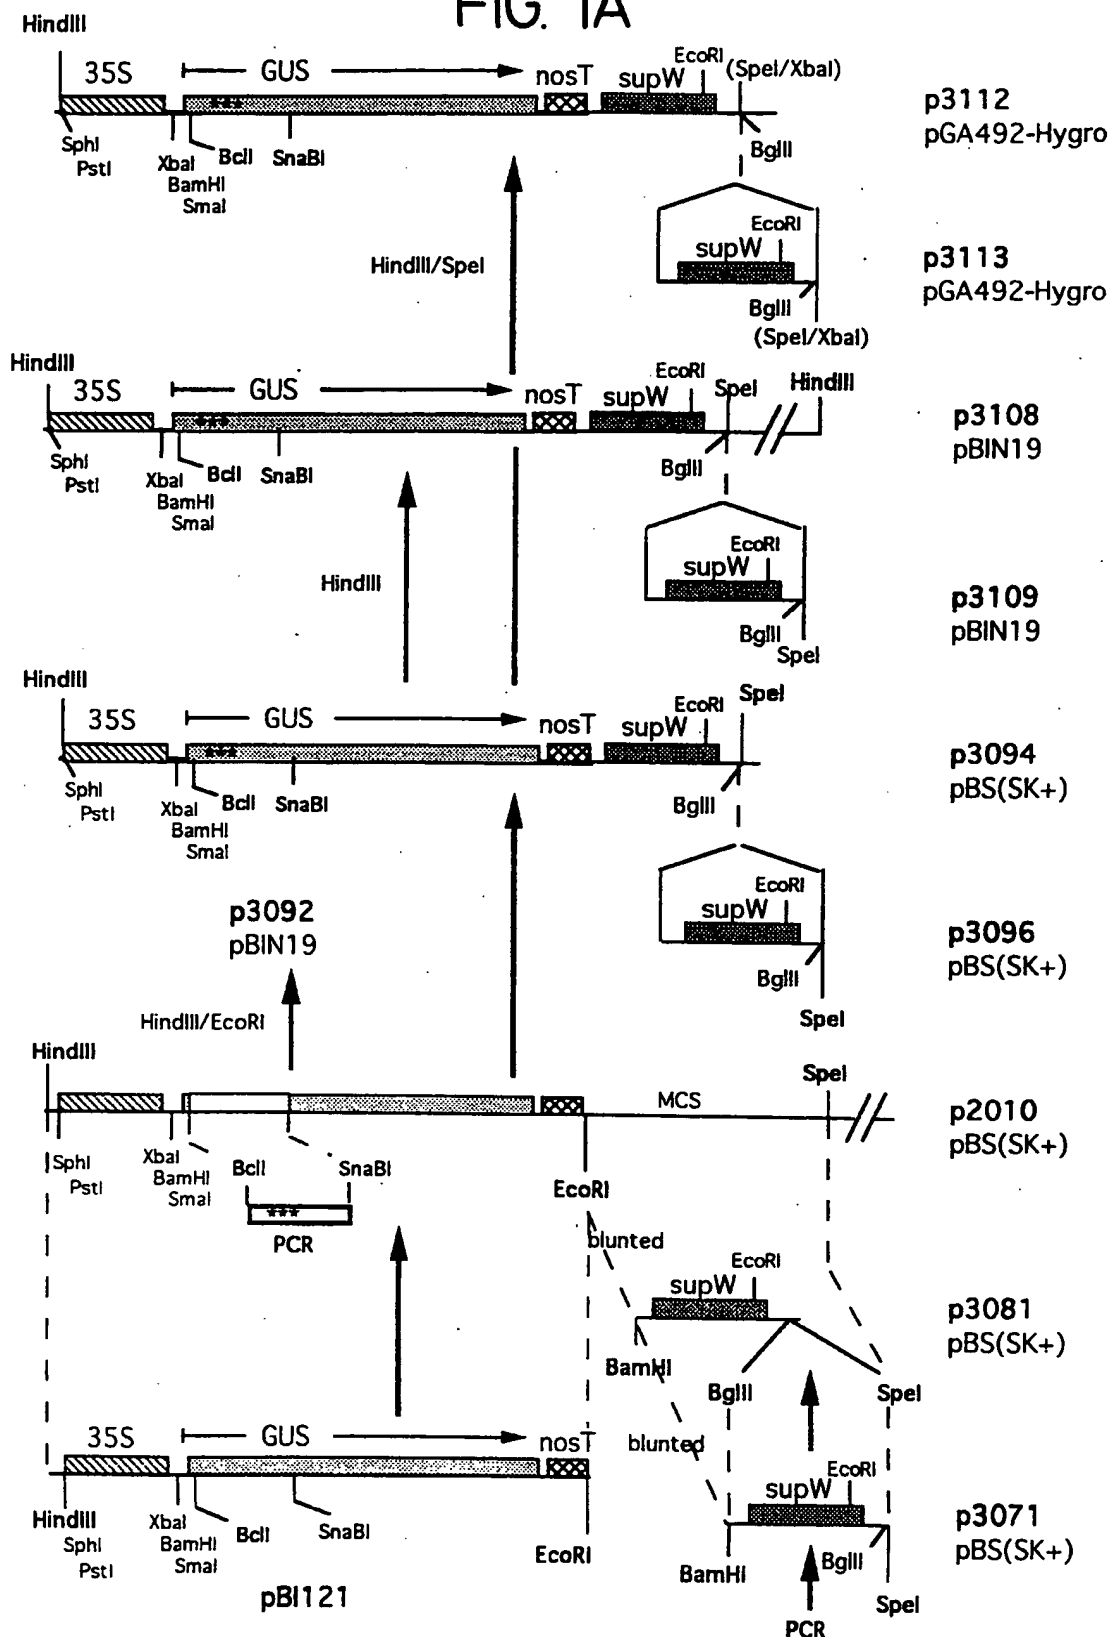 FIG. 1A
HindIII
35S
GUS
nosT
supW
EcoRI
(SpeI/XbaI)
***
SphI
PstI
XbaI
BamHI
SmaI
BclI
SnaBI
BglII
p3112
pGA492-Hygro
HindIII/SpeI
supW
EcoRI
BglII
(SpeI/XbaI)
p3113
pGA492-Hygro
HindIII
35S
GUS
nosT
supW
EcoRI
SpeI
HindIII
***
SphI
PstI
XbaI
BamHI
SmaI
BclI
SnaBI
BglII
p3108
pBIN19
HindIII
supW
EcoRI
BglII
SpeI
p3109
pBIN19
HindIII
35S
GUS
nosT
supW
EcoRI
SpeI
***
SphI
PstI
XbaI
BamHI
SmaI
BclI
SnaBI
BglII
p3094
pBS(SK+)
supW
EcoRI
BglII
SpeI
p3096
pBS(SK+)
p3092
pBIN19
HindIII/EcoRI
HindIII
MCS
SpeI
p2010
pBS(SK+)
SphI
PstI
XbaI
BamHI
SmaI
BclI
SnaBI
***
PCR
EcoRI
blunted
supW
EcoRI
BamHI
BglII
SpeI
p3081
pBS(SK+)
35S
GUS
nosT
blunted
HindIII
SphI
PstI
XbaI
BamHI
SmaI
BclI
SnaBI
EcoRI
pBI121
supW
EcoRI
BamHI
BglII
SpeI
PCR
p3071
pBS(SK+)